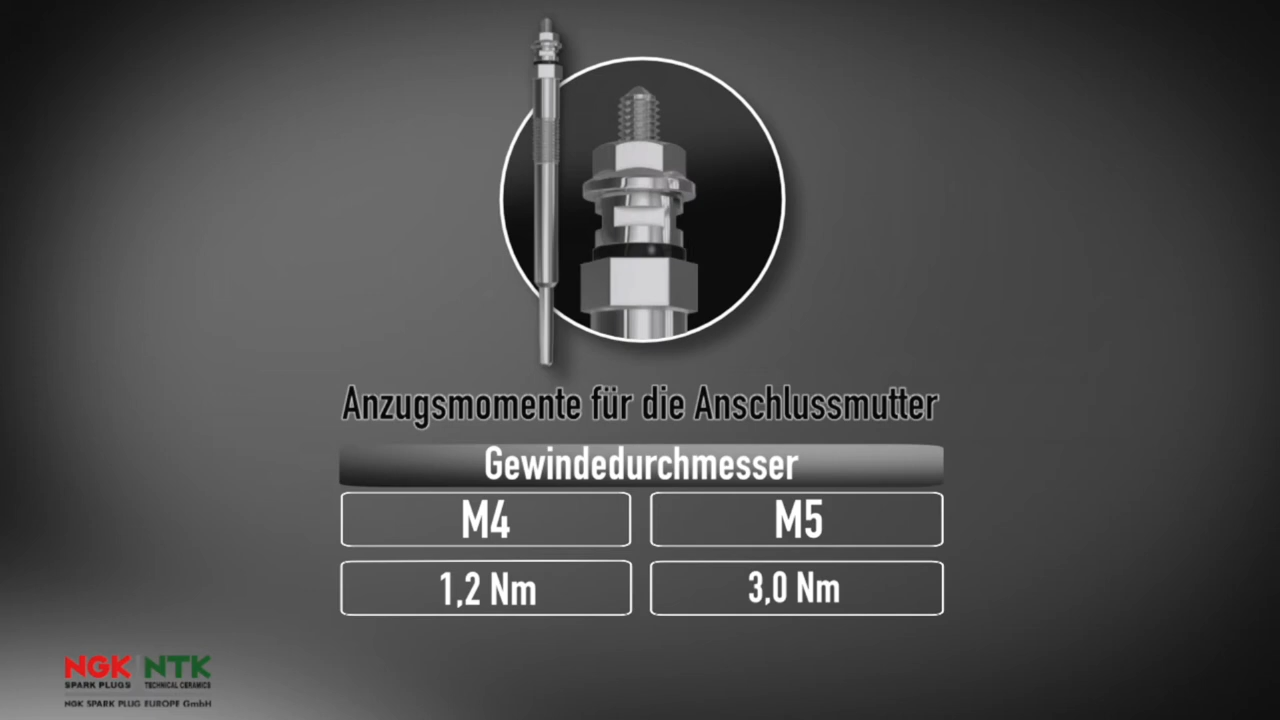 Anzugsmomente für die Anschlussmutter
Gewindedurchmesser
M4 M5
1,2 Nm 3,0 Nm
NGK NTK
SPARK PLUGS TECHNICAL CERAMICS
NGK SPARK PLUG EUROPE GmbH